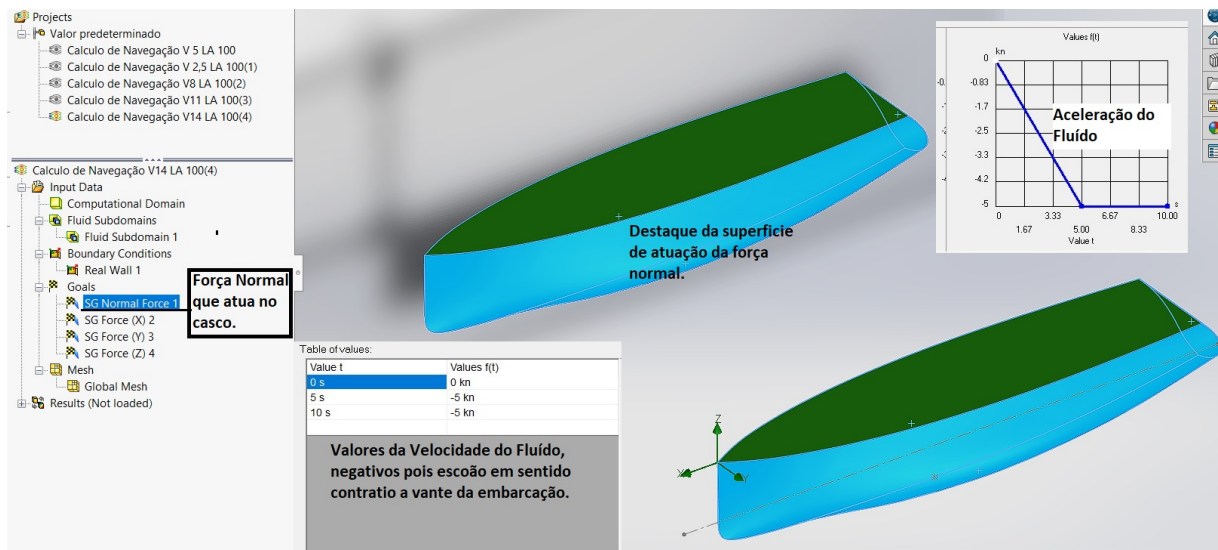 Projects
Valor predeterminado
Calculo de Navegação V 5 LA 100
Calculo de Navegação V 2,5 LA 100(1)
Calculo de Navegação V8 LA 100(2)
Calculo de Navegação V11 LA 100(3)
Calculo de Navegação V14 LA 100(4)
Calculo de Navegação V14 LA 100(4)
Input Data
Computational Domain
Fluid Subdomains
Fluid Subdomain 1
Boundary Conditions
Real Wall 1
Goals
SG Normal Force 1
SG Force (X) 2
SG Force (Y) 3
SG Force (Z) 4
Mesh
Global Mesh
Results (Not loaded)
Força Normal
que atua no
casco.
Destaque da superficie
de atuação da força
normal.
Values f(t)
kn
0
-0.83
-1.7
-2.5
-3.3
-4.2
-5
Aceleração do
Fluído
0 3.33 6.67 10.00 s
1.67 5.00 8.33
Value t
Table of values:
Value t Values f(t)
0 s 0 kn
5 s -5 kn
10 s -5 kn
Valores da Velocidade do Fluído,
negativos pois escoão em sentido
contratio a vante da embarcação.
Z
X
Y